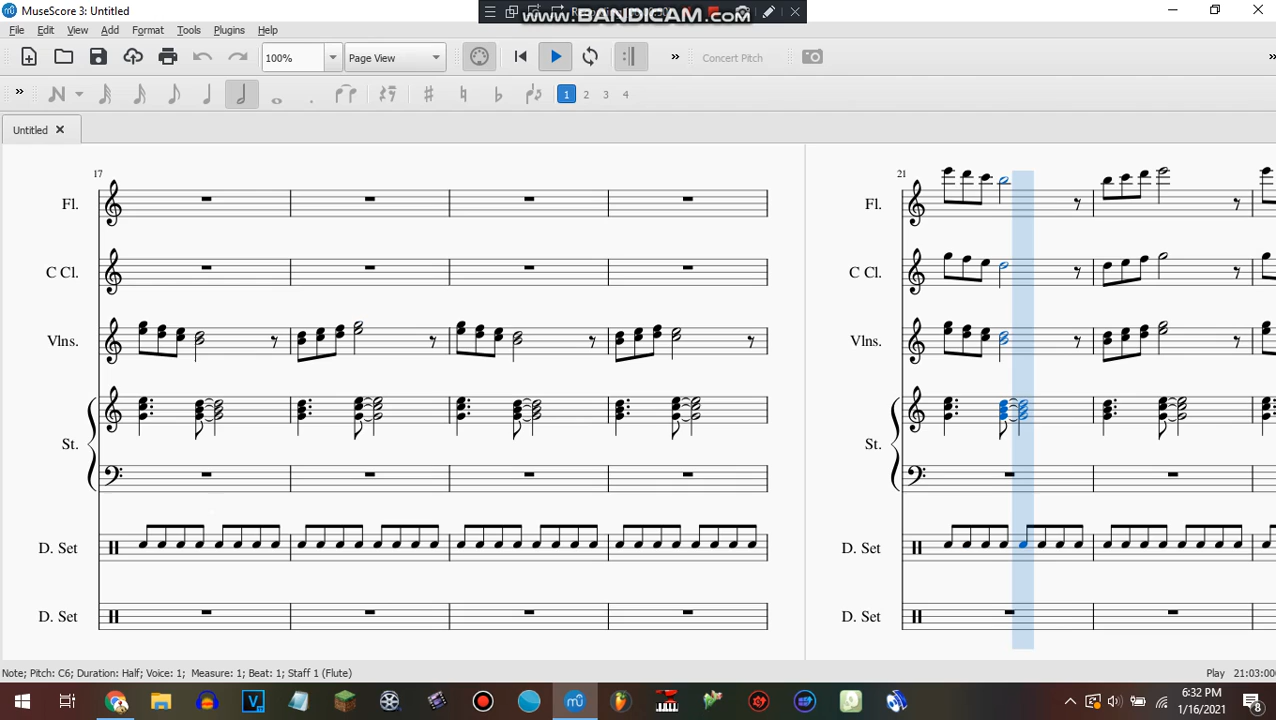 MuseScore 3: Untitled
www.BANDICAM.com
File Edit View Add Format Tools Plugins Help
100% Page View » Concert Pitch »
» 1 2 3 4
Untitled
17
21
Fl.
Fl.
C Cl.
C Cl.
Vlns.
Vlns.
St.
St.
D. Set
D. Set
D. Set
D. Set
Note; Pitch: C6; Duration: Half; Voice: 1; Measure: 1; Beat: 1; Staff 1 (Flute)
Play 21:03:00
6:32 PM
1/16/2021
8